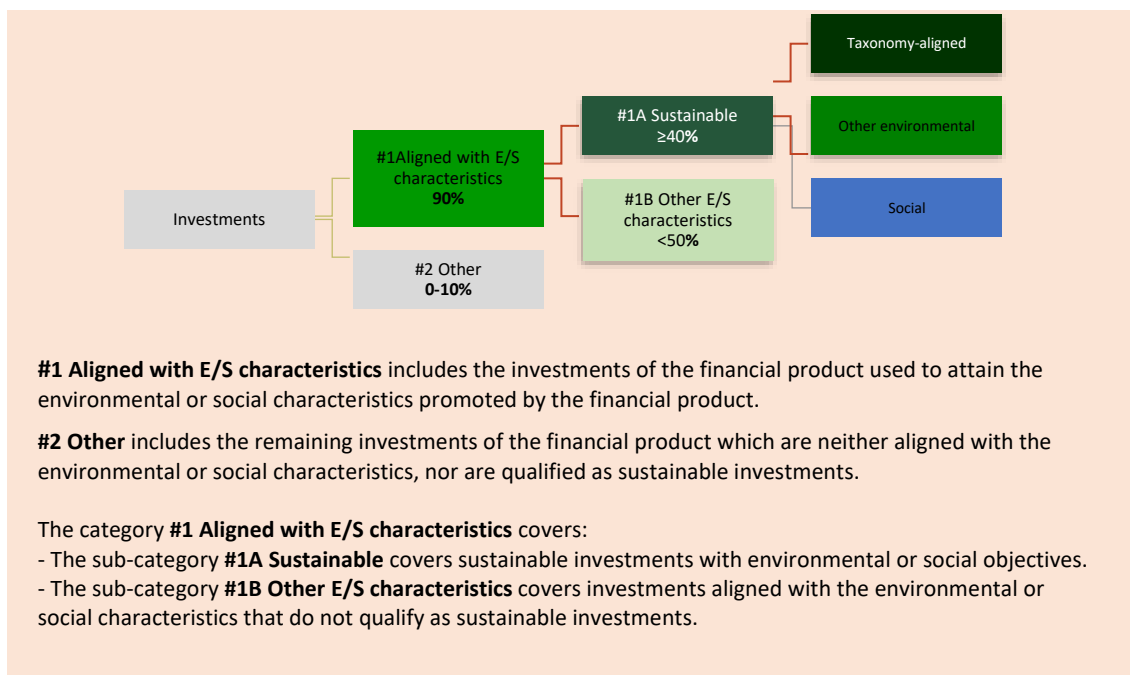 Taxonomy-aligned
#1A Sustainable
≥40%
Other environmental
#1Aligned with E/S
characteristics
90%
#1B Other E/S
characteristics
<50%
Social
Investments
#2 Other
0-10%
#1 Aligned with E/S characteristics includes the investments of the financial product used to attain the
environmental or social characteristics promoted by the financial product.
#2 Other includes the remaining investments of the financial product which are neither aligned with the
environmental or social characteristics, nor are qualified as sustainable investments.
The category #1 Aligned with E/S characteristics covers:
- The sub-category #1A Sustainable covers sustainable investments with environmental or social objectives.
- The sub-category #1B Other E/S characteristics covers investments aligned with the environmental or
social characteristics that do not qualify as sustainable investments.